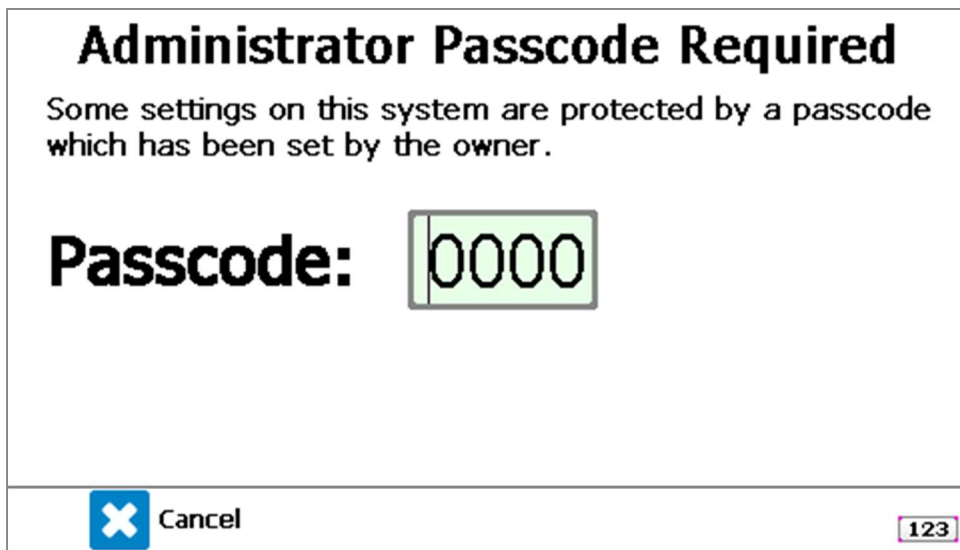 Administrator Passcode Required
Some settings on this system are protected by a passcode
which has been set by the owner.
Passcode: 0000
Cancel
123